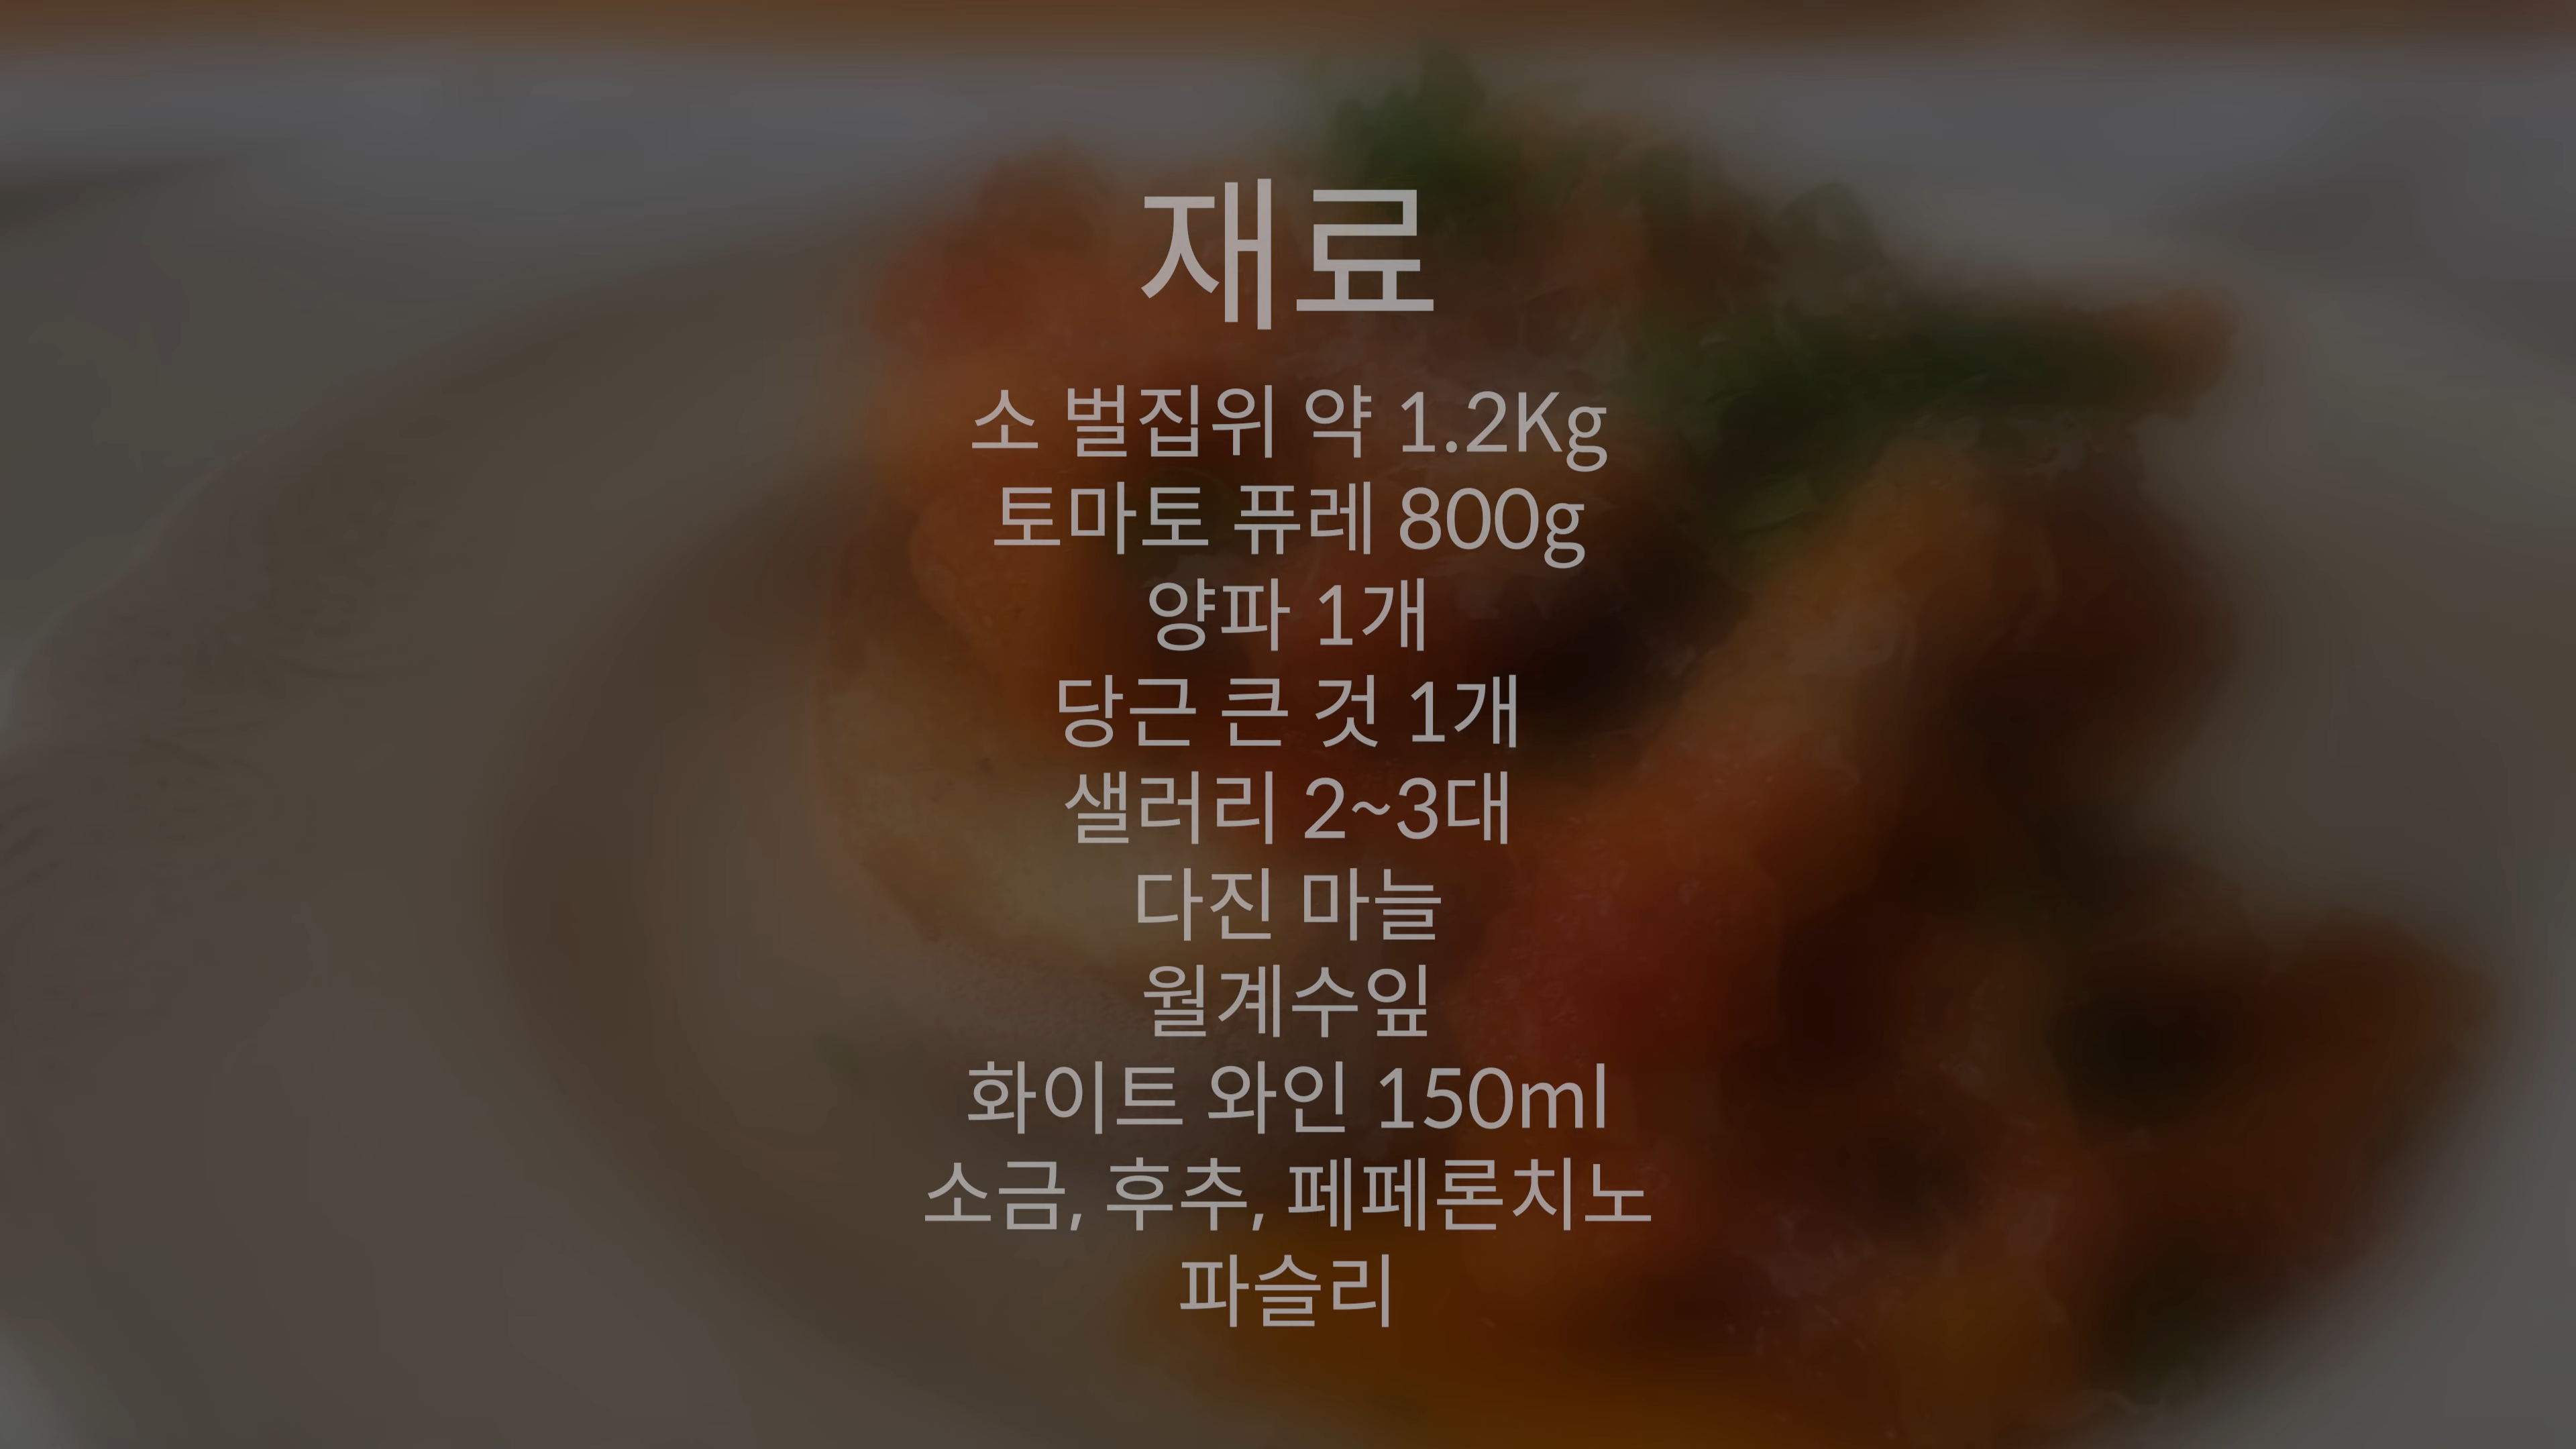 재료
소 벌집위 약 1.2Kg
토마토 퓨레 800g
양파 1개
당근 큰 것 1개
샐러리 2~3대
다진 마늘
월계수잎
화이트 와인 150ml
소금, 후추, 페페론치노
파슬리